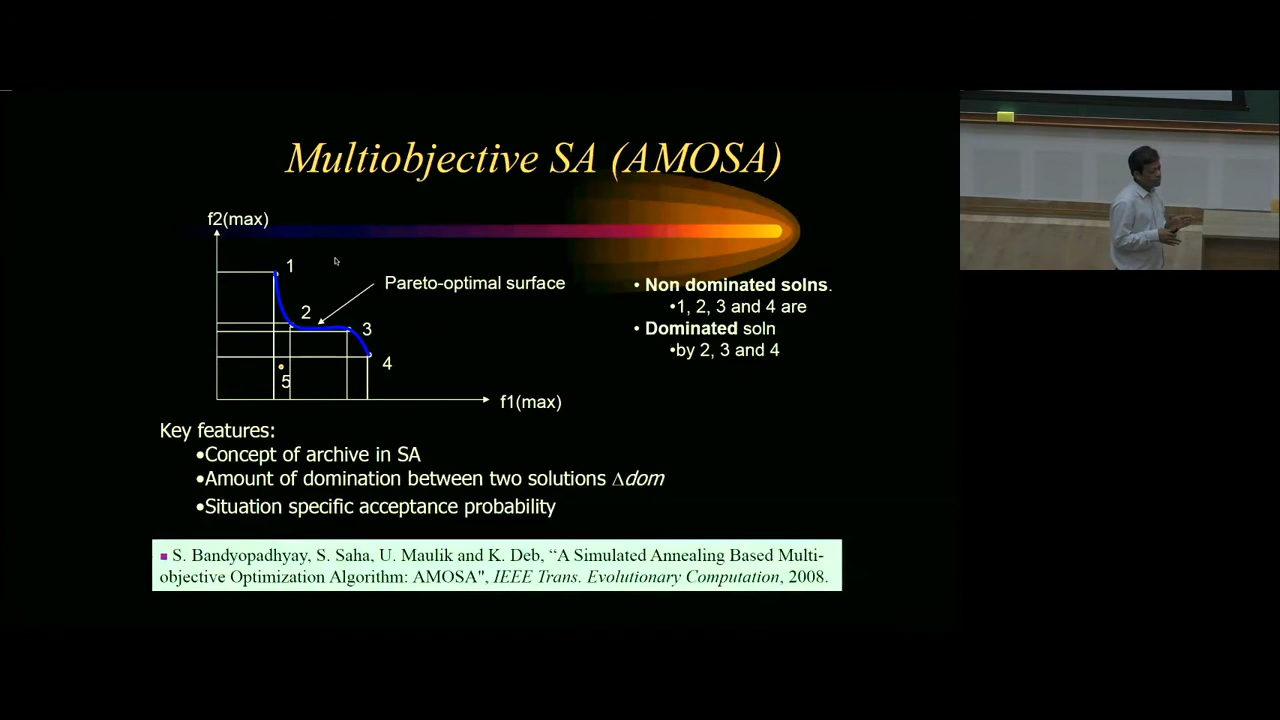 Multiobjective SA (AMOSA)
f2(max)
1
Pareto-optimal surface
2
3
4
5
f1(max)
• Non dominated solns.
•1, 2, 3 and 4 are
• Dominated soln
•by 2, 3 and 4
Key features:
•Concept of archive in SA
•Amount of domination between two solutions Δdom
•Situation specific acceptance probability
■ S. Bandyopadhyay, S. Saha, U. Maulik and K. Deb, “A Simulated Annealing Based Multi-
objective Optimization Algorithm: AMOSA", IEEE Trans. Evolutionary Computation, 2008.